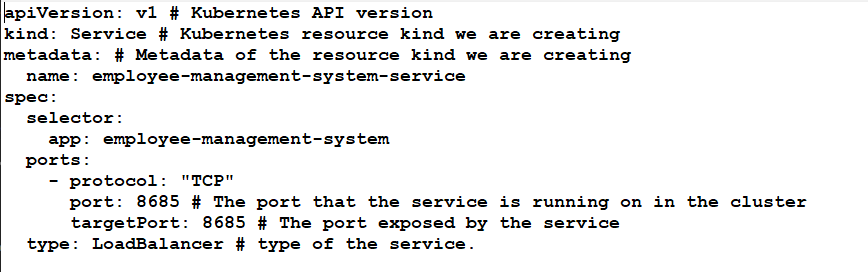 apiVersion: v1 # Kubernetes API version
kind: Service # Kubernetes resource kind we are creating
metadata: # Metadata of the resource kind we are creating
  name: employee-management-system-service
spec:
  selector:
    app: employee-management-system
  ports:
    - protocol: "TCP"
      port: 8685 # The port that the service is running on in the cluster
      targetPort: 8685 # The port exposed by the service
  type: LoadBalancer # type of the service.